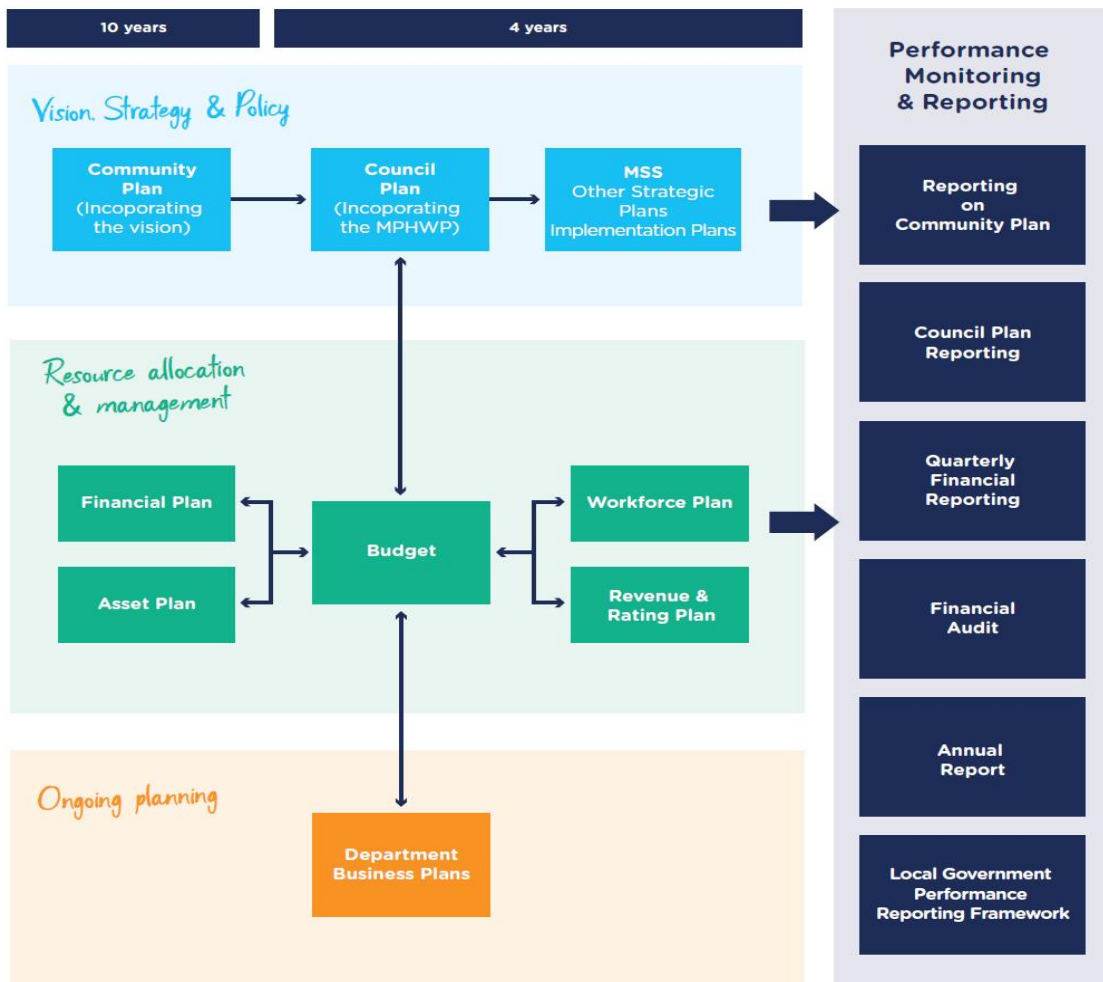 10 years
4 years
Vision, Strategy & Policy
Community
Plan
(Incoporating
the vision)
Council
Plan
(Incoporating
the MPHWP)
MSS
Other Strategic
Plans
Implementation Plans
Resource allocation
& management
Financial Plan
Asset Plan
Budget
Workforce Plan
Revenue &
Rating Plan
Ongoing planning
Department
Business Plans
Performance
Monitoring
& Reporting
Reporting
on
Community Plan
Council Plan
Reporting
Quarterly
Financial
Reporting
Financial
Audit
Annual
Report
Local Government
Performance
Reporting Framework